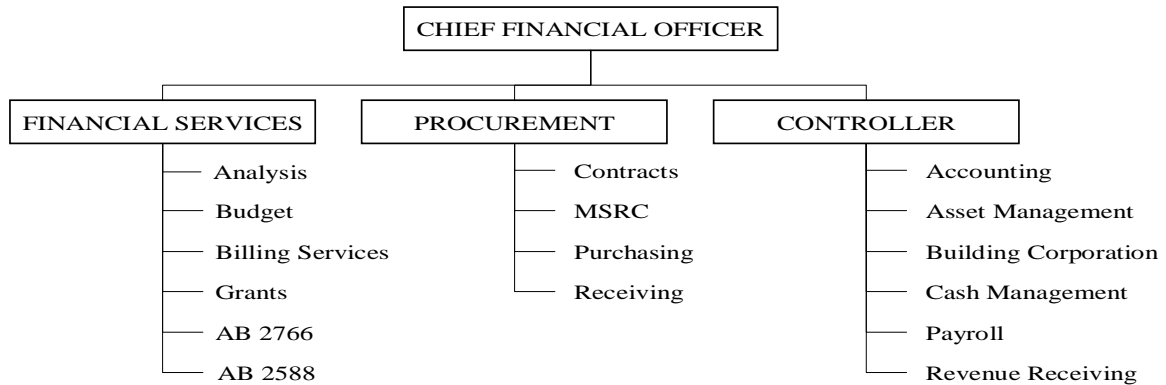 CHIEF FINANCIAL OFFICER
FINANCIAL SERVICES
Analysis
Budget
Billing Services
Grants
AB 2766
AB 2588
PROCUREMENT
Contracts
MSRC
Purchasing
Receiving
CONTROLLER
Accounting
Asset Management
Building Corporation
Cash Management
Payroll
Revenue Receiving